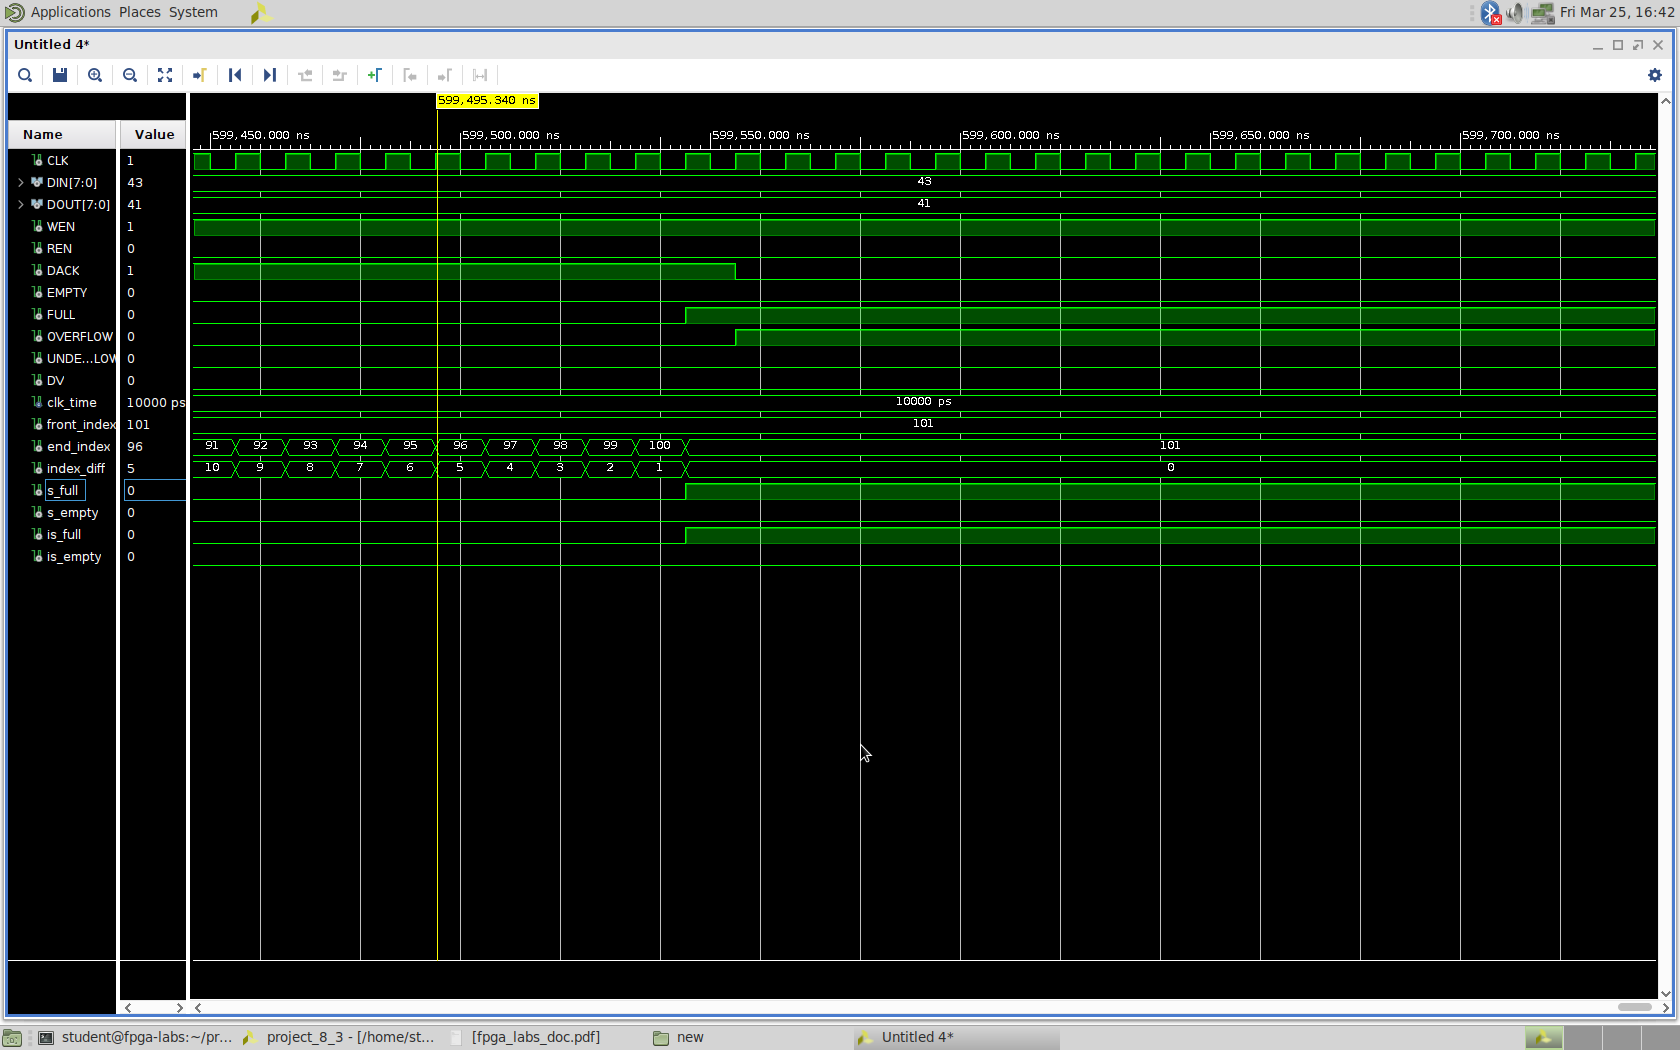 Applications Places System
Fri Mar 25, 16:42
Untitled 4*
599,495.340 ns
Name Value
599,450.000 ns 599,500.000 ns 599,550.000 ns 599,600.000 ns 599,650.000 ns 599,700.000 ns
CLK 1
DIN[7:0] 43 43
DOUT[7:0] 41 41
WEN 1
REN 0
DACK 1
EMPTY 0
FULL 0
OVERFLOW 0
UNDE...LOW 0
DV 0
clk_time 10000 ps 10000 ps
front_index 101 101
end_index 96 91 92 93 94 95 96 97 98 99 100 101
index_diff 5 10 9 8 7 6 5 4 3 2 1 0
s_full 0
s_empty 0
is_full 0
is_empty 0
student@fpga-labs:~/pr... project_8_3 - [/home/st... [fpga_labs_doc.pdf] new Untitled 4*